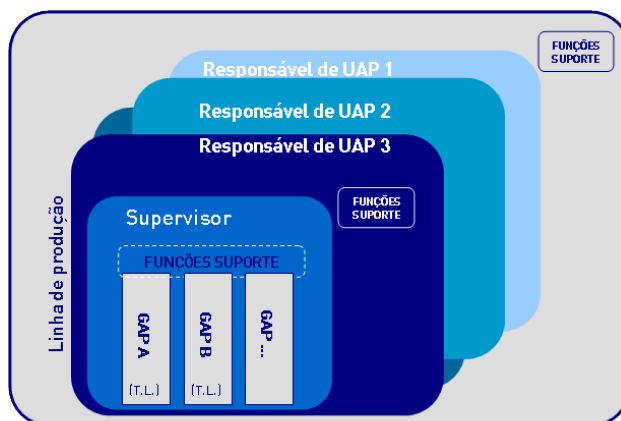 FUNÇÕES
SUPORTE
Responsável de UAP 1
Responsável de UAP 2
Responsável de UAP 3
Linha de produção
FUNÇÕES
SUPORTE
Supervisor
FUNÇÕES SUPORTE
GAP A
(T.L.)
GAP B
(T.L.)
GAP ...